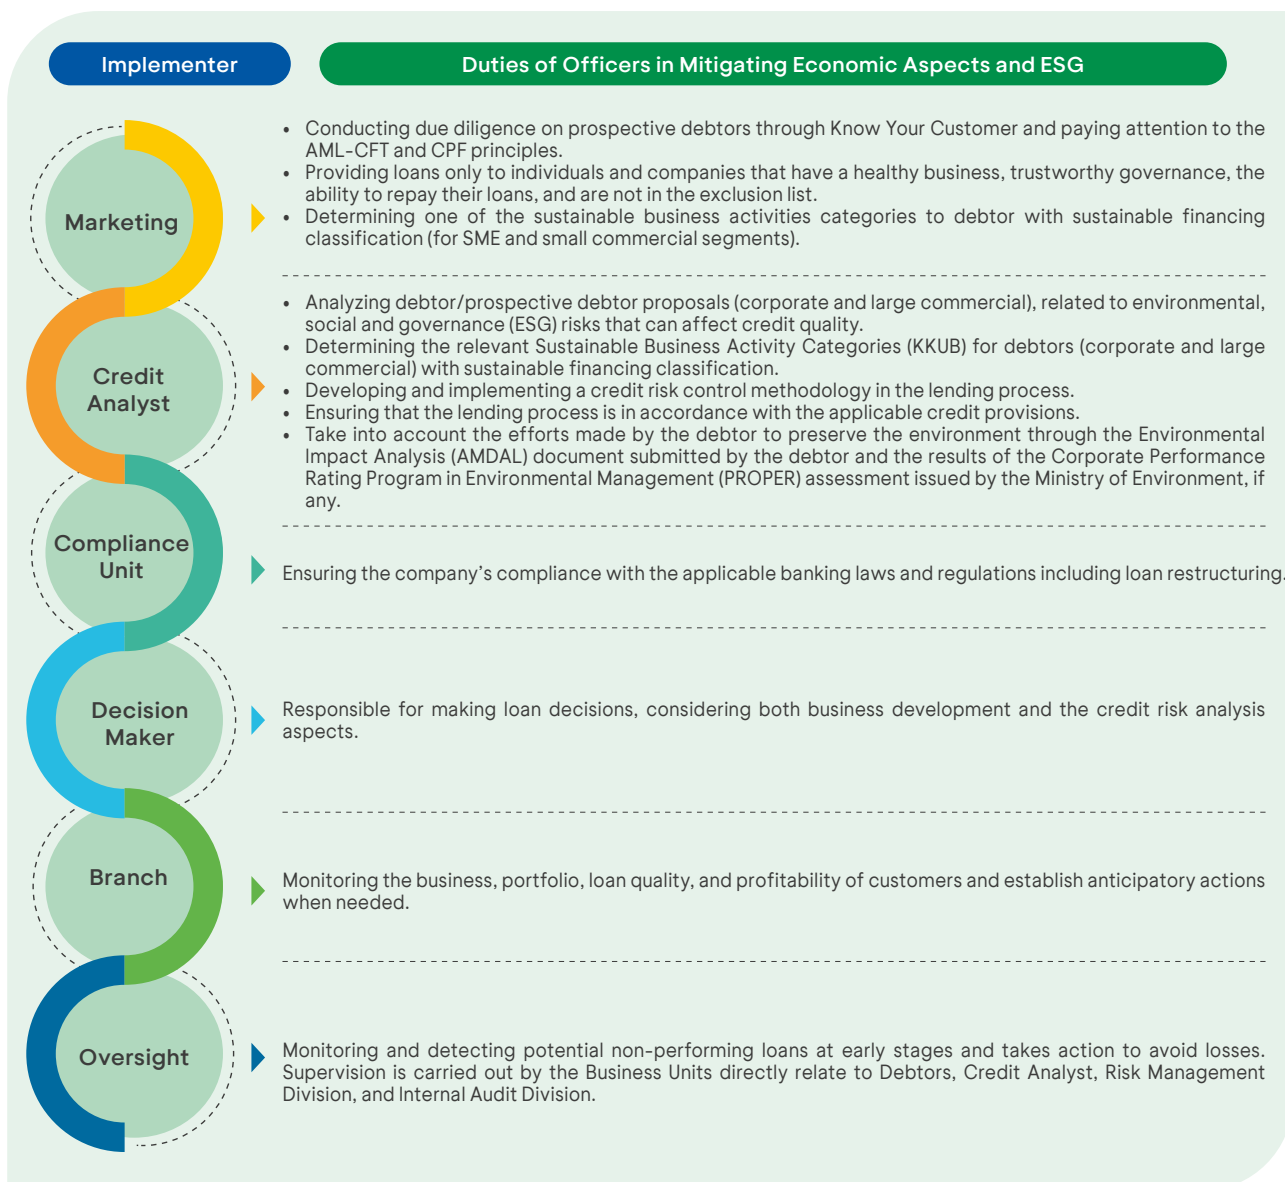 Implementer
Duties of Officers in Mitigating Economic Aspects and ESG
Marketing
• Conducting due diligence on prospective debtors through Know Your Customer and paying attention to the
AML-CFT and CPF principles.
• Providing loans only to individuals and companies that have a healthy business, trustworthy governance, the
ability to repay their loans, and are not in the exclusion list.
• Determining one of the sustainable business activities categories to debtor with sustainable financing
classification (for SME and small commercial segments).
Credit
Analyst
• Analyzing debtor/prospective debtor proposals (corporate and large commercial), related to environmental,
social and governance (ESG) risks that can affect credit quality.
• Determining the relevant Sustainable Business Activity Categories (KKUB) for debtors (corporate and large
commercial) with sustainable financing classification.
• Developing and implementing a credit risk control methodology in the lending process.
• Ensuring that the lending process is in accordance with the applicable credit provisions.
• Take into account the efforts made by the debtor to preserve the environment through the Environmental
Impact Analysis (AMDAL) document submitted by the debtor and the results of the Corporate Performance
Rating Program in Environmental Management (PROPER) assessment issued by the Ministry of Environment, if
any.
Compliance
Unit
Ensuring the company's compliance with the applicable banking laws and regulations including loan restructuring.
Decision
Maker
Responsible for making loan decisions, considering both business development and the credit risk analysis
aspects.
Branch
Monitoring the business, portfolio, loan quality, and profitability of customers and establish anticipatory actions
when needed.
Oversight
Monitoring and detecting potential non-performing loans at early stages and takes action to avoid losses.
Supervision is carried out by the Business Units directly relate to Debtors, Credit Analyst, Risk Management
Division, and Internal Audit Division.